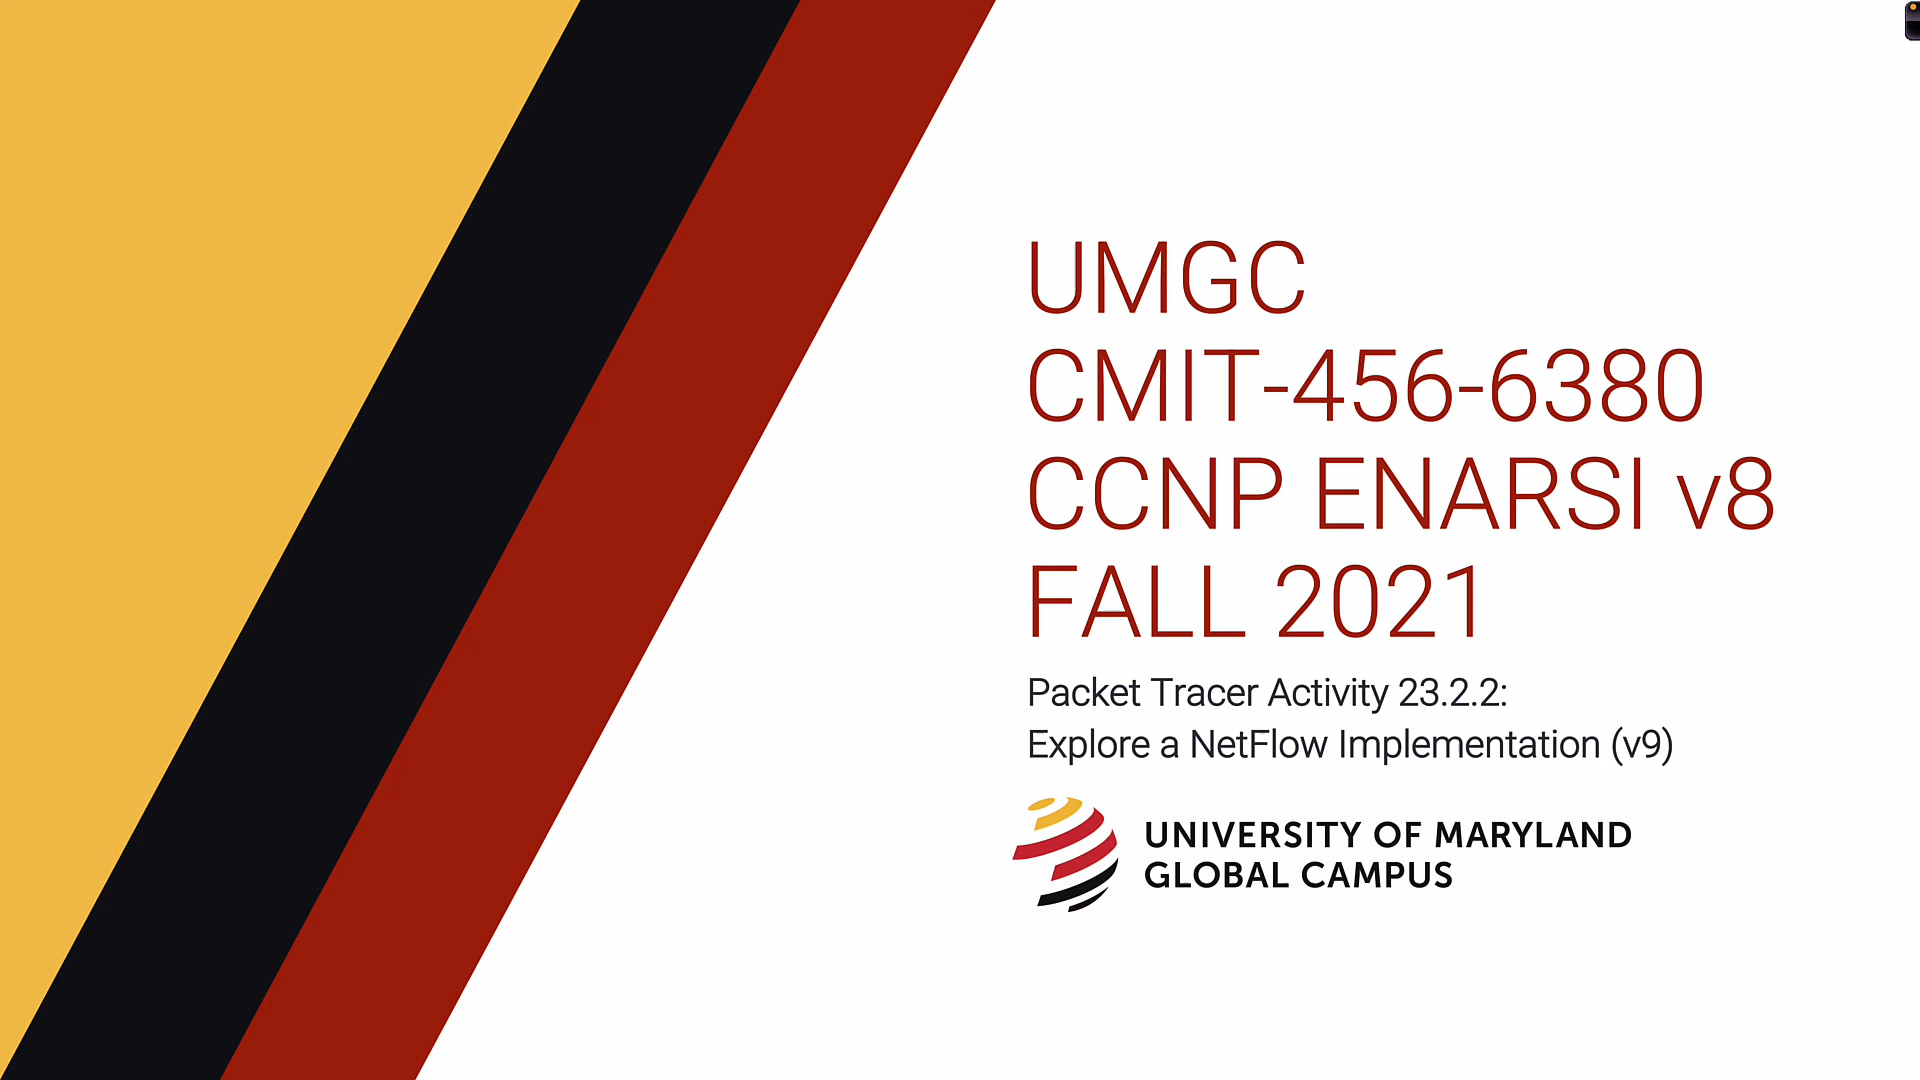 UMGC
CMIT-456-6380
CCNP ENARSI v8
FALL 2021
Packet Tracer Activity 23.2.2:
Explore a NetFlow Implementation (v9)
UNIVERSITY OF MARYLAND
GLOBAL CAMPUS